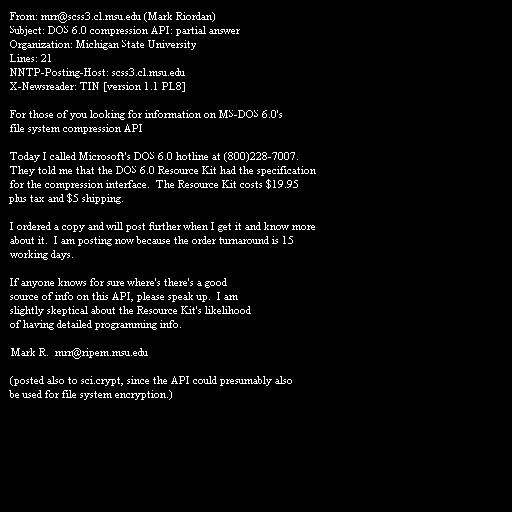 From: mrr@scss3.cl.msu.edu (Mark Riordan)
Subject: DOS 6.0 compression API: partial answer
Organization: Michigan State University
Lines: 21
NNTP-Posting-Host: scss3.cl.msu.edu
X-Newsreader: TIN [version 1.1 PL8]

For those of you looking for information on MS-DOS 6.0's
file system compression API

Today I called Microsoft's DOS 6.0 hotline at (800)228-7007.
They told me that the DOS 6.0 Resource Kit had the specification
for the compression interface.  The Resource Kit costs $19.95
plus tax and $5 shipping.

I ordered a copy and will post further when I get it and know more
about it.  I am posting now because the order turnaround is 15
working days.

If anyone knows for sure where's there's a good
source of info on this API, please speak up.  I am
slightly skeptical about the Resource Kit's likelihood
of having detailed programming info.

Mark R.  mrr@ripem.msu.edu

(posted also to sci.crypt, since the API could presumably also
be used for file system encryption.)